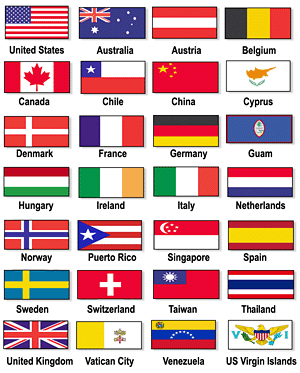 United States Australia Austria Belgium
Canada Chile China Cyprus
Denmark France Germany Guam
Hungary Ireland Italy Netherlands
Norway Puerto Rico Singapore Spain
Sweden Switzerland Taiwan Thailand
V I
United Kingdom Vatican City Venezuela US Virgin Islands